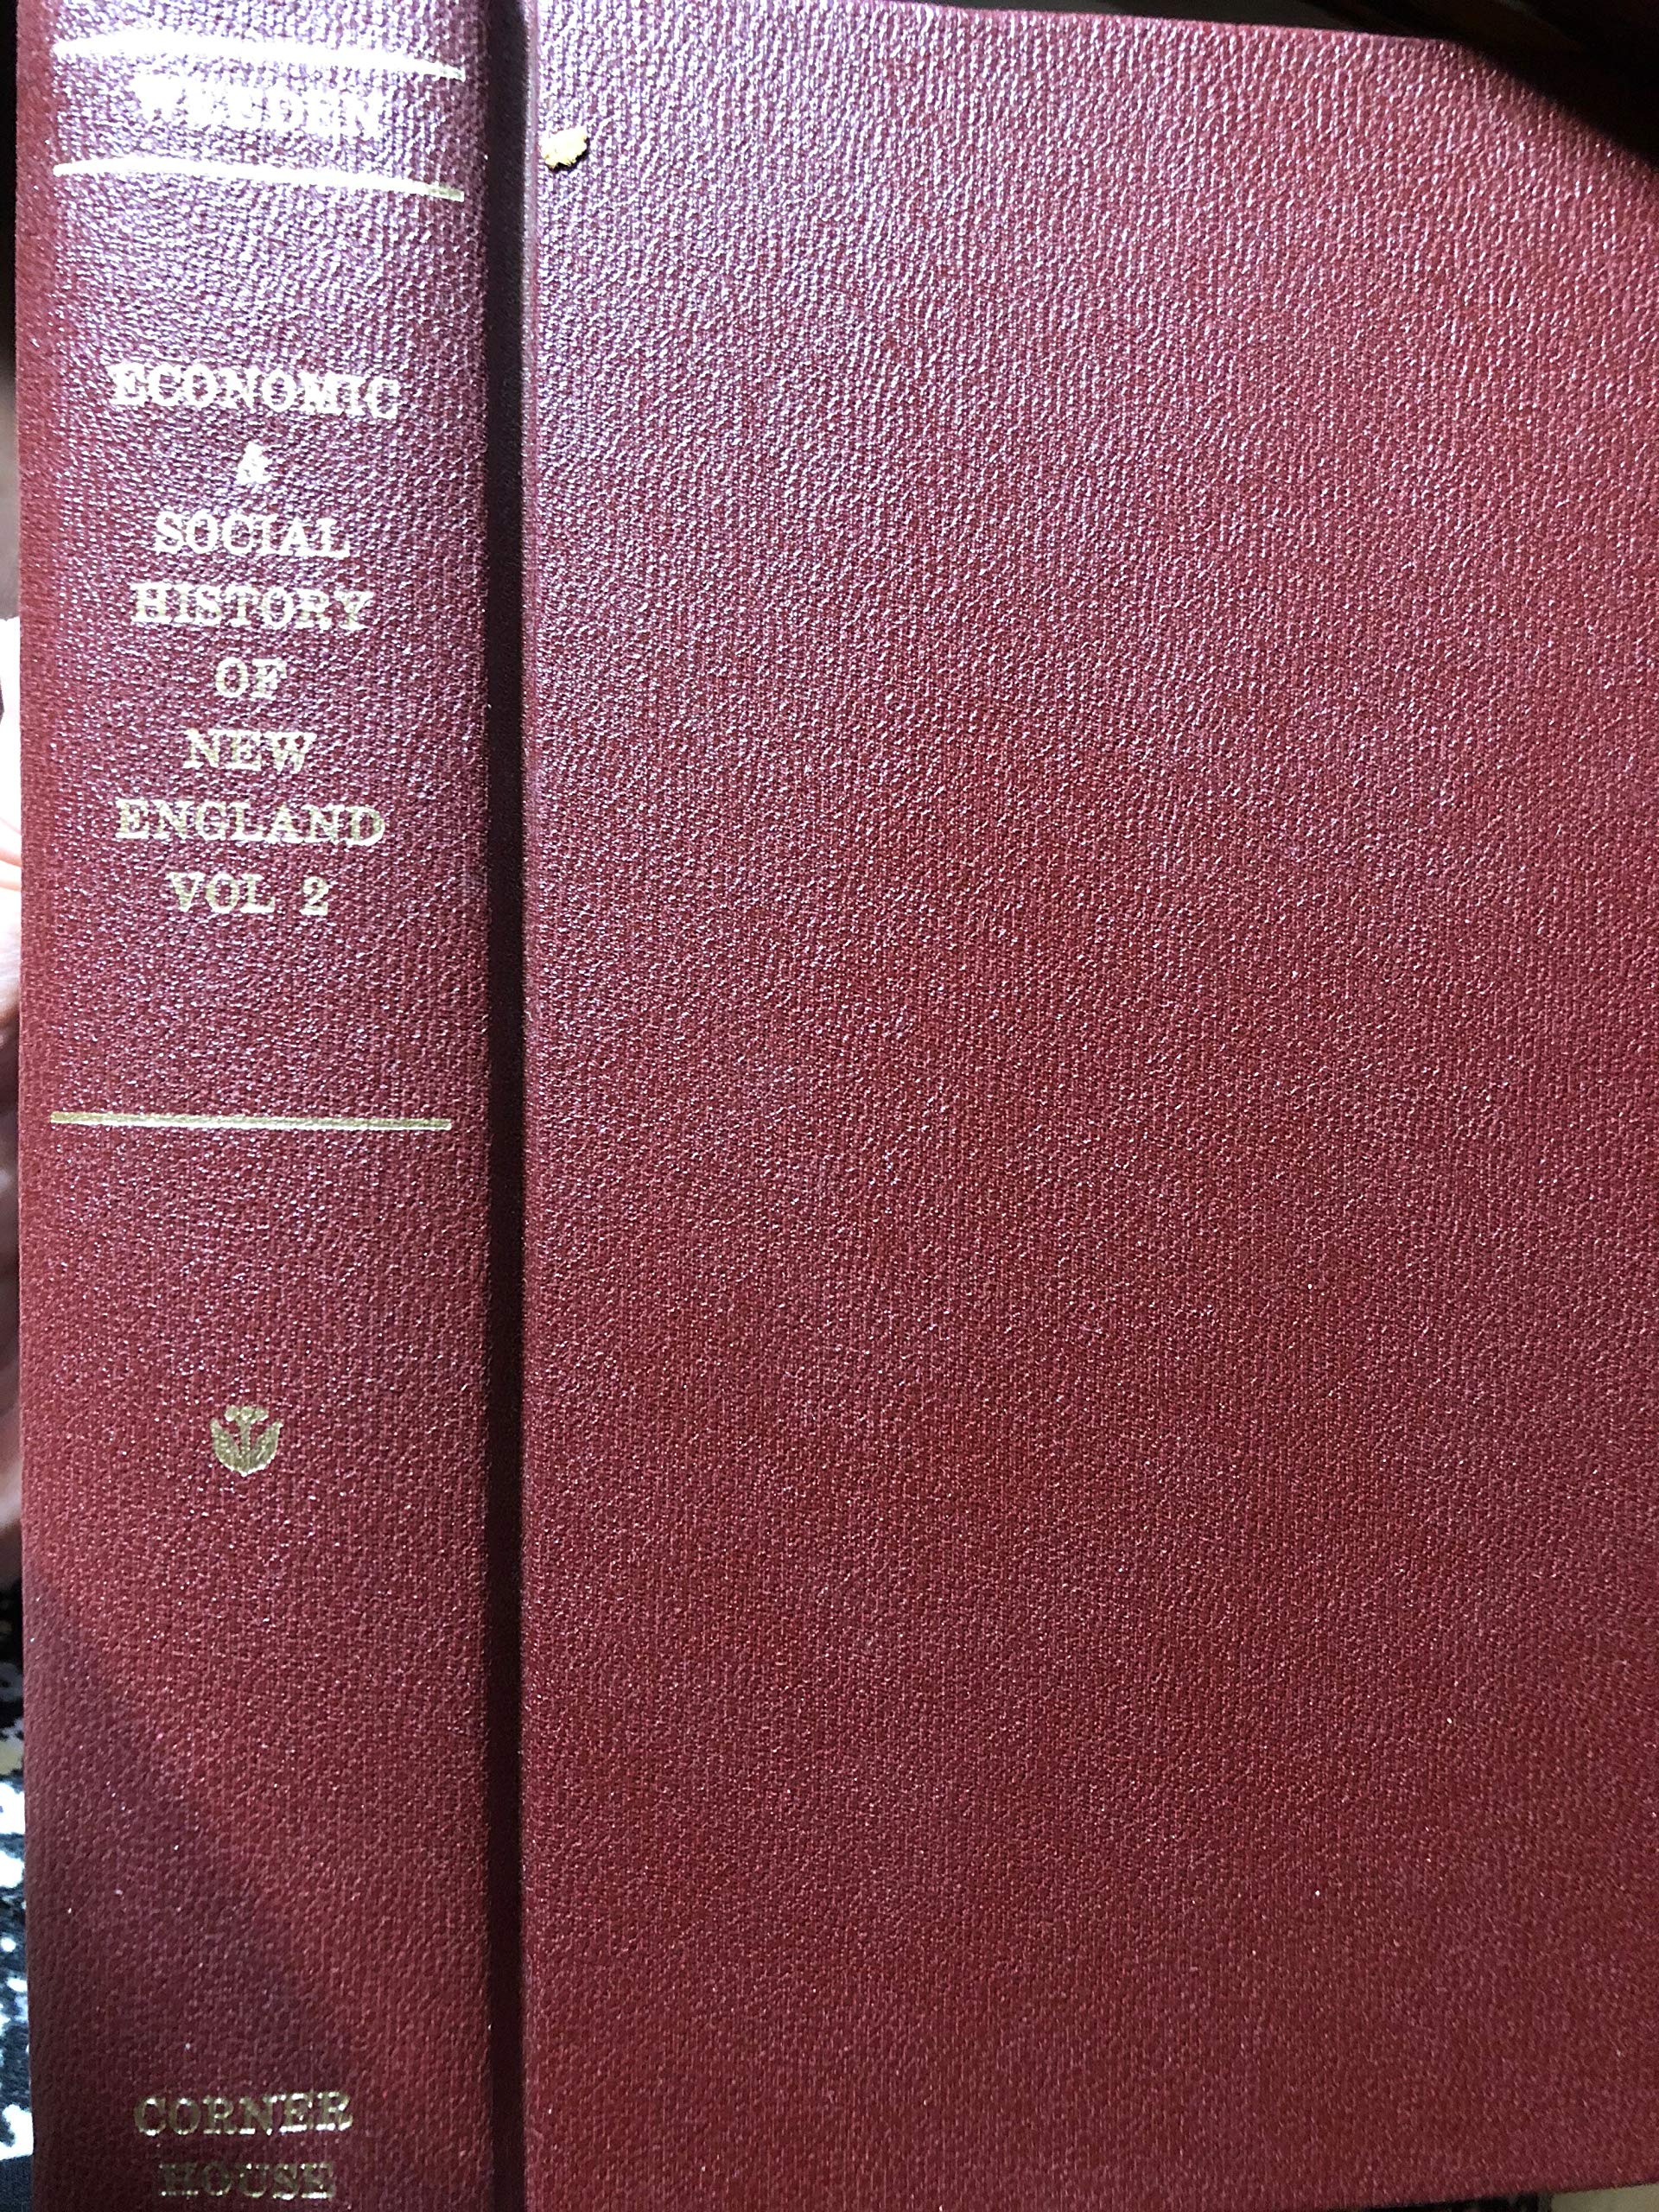 WEEDEN
ECONOMIC
&
SOCIAL
HISTORY
OF
NEW
ENGLAND
VOL 2
CORNER
HOUSE